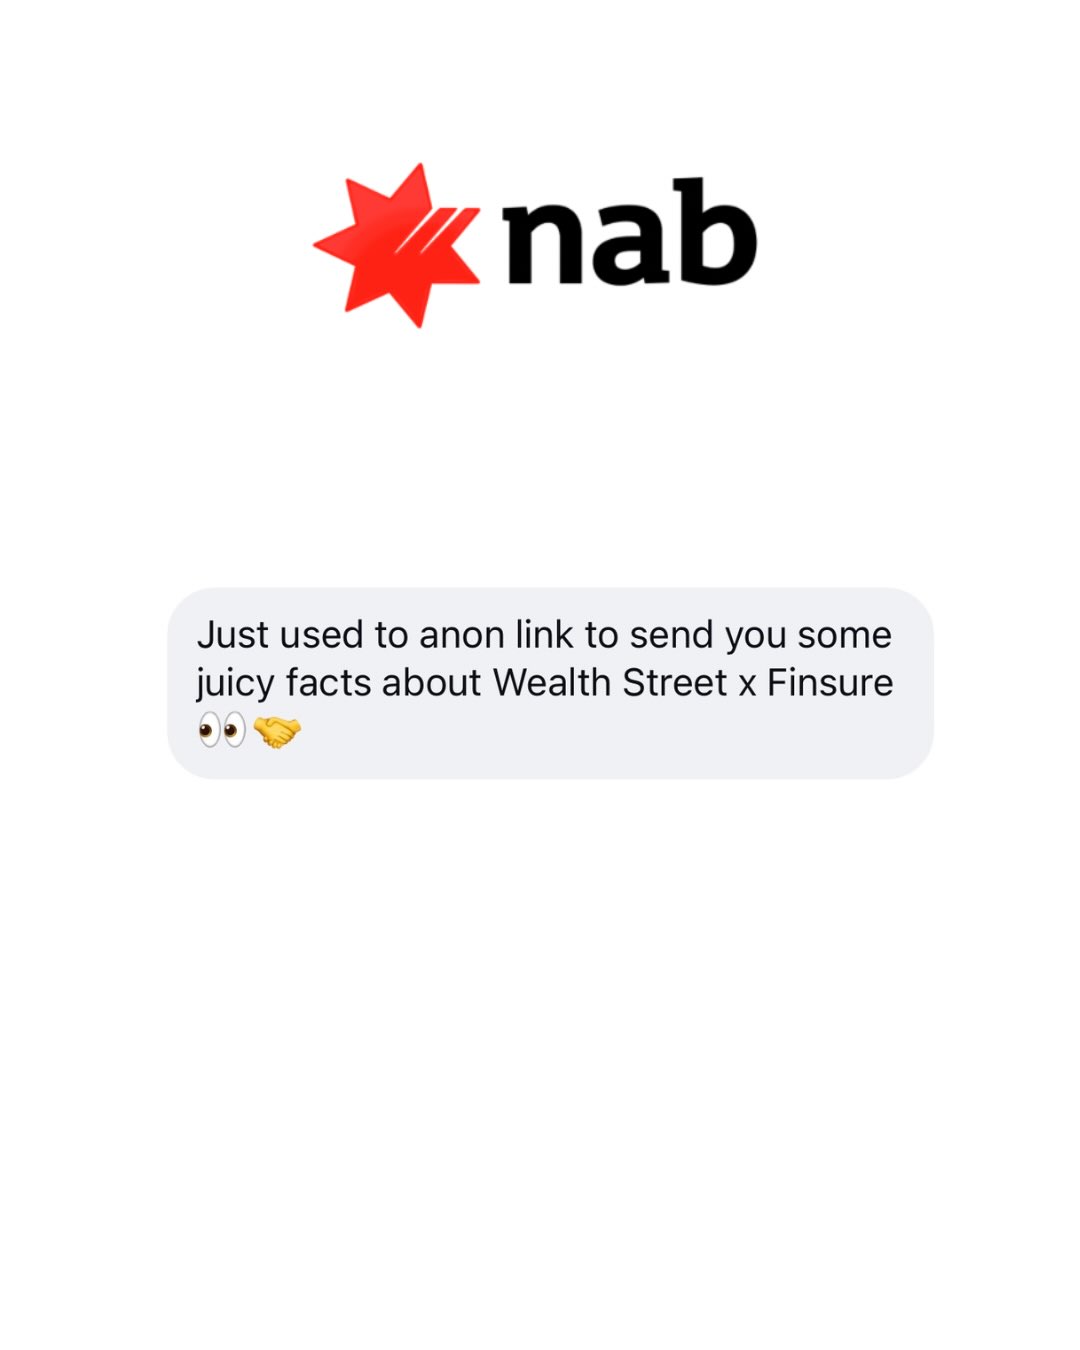 nab
Just used to anon link to send you some
juicy facts about Wealth Street x Finsure
👀🤝